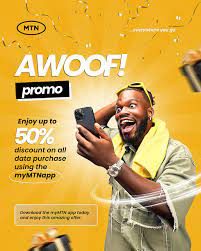 MTN
everywhere you go
AWOOF!
promo
Enjoy up to
50%
discount on all
data purchase
using the
myMTNapp
Download the myMTN app today
and enjoy this amazing offer.